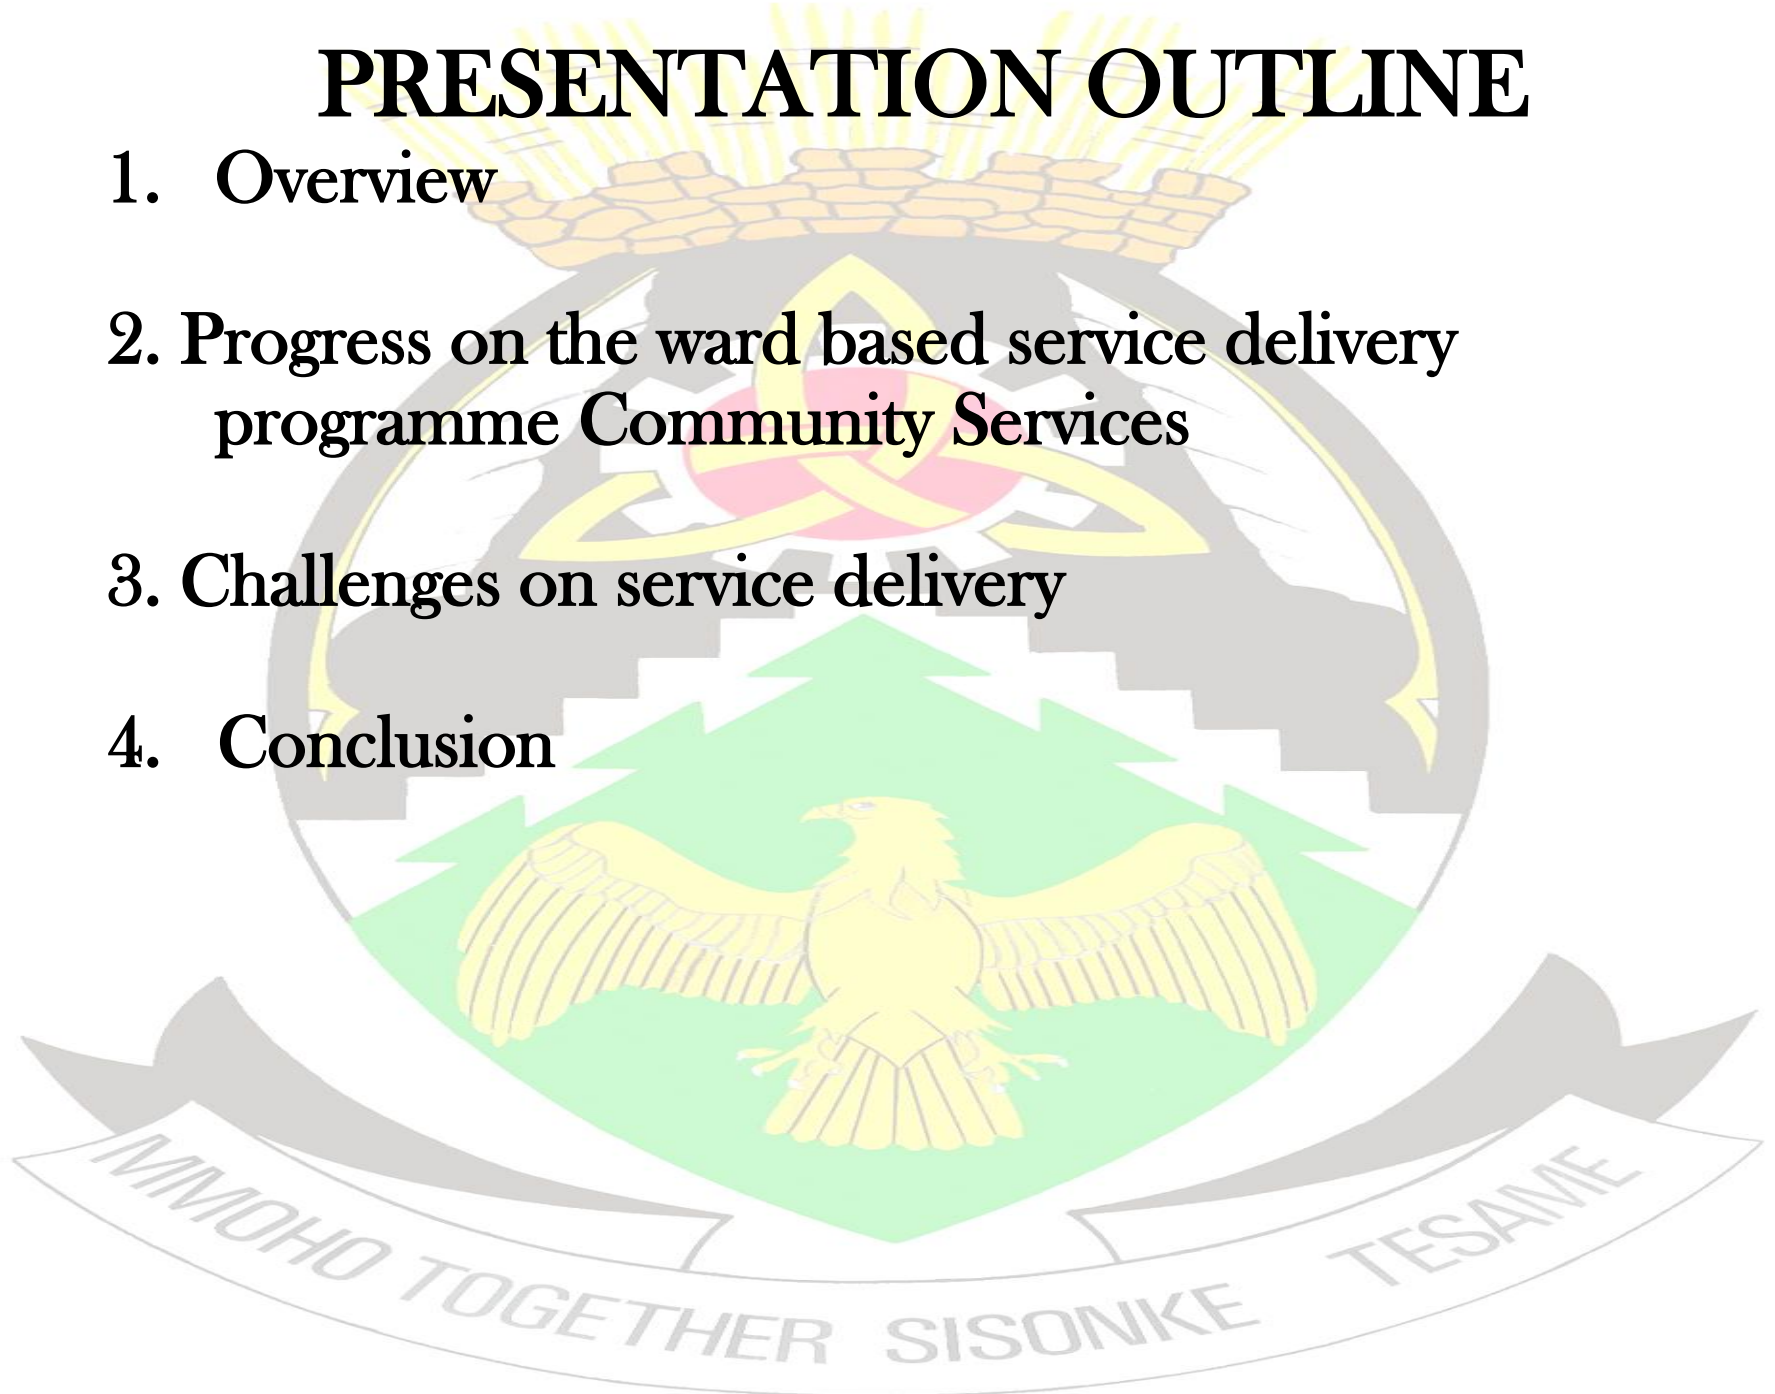 PRESENTATION OUTLINE
1. Overview
2. Progress on the ward based service delivery
programme Community Services
3. Challenges on service delivery
4. Conclusion
MMOHO TOGETHER SISONKE TESAME